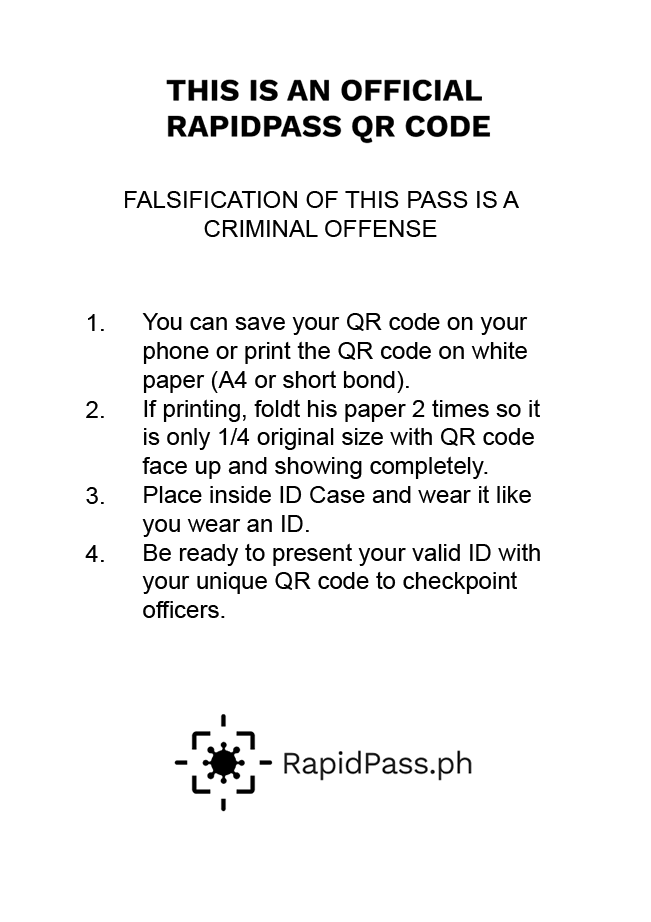 THIS IS AN OFFICIAL
RAPIDPASS QR CODE
FALSIFICATION OF THIS PASS IS A
CRIMINAL OFFENSE
1. You can save your QR code on your
phone or print the QR code on white
paper (A4 or short bond).
2. If printing, foldt his paper 2 times so it
is only 1/4 original size with QR code
face up and showing completely.
3. Place inside ID Case and wear it like
you wear an ID.
4. Be ready to present your valid ID with
your unique QR code to checkpoint
officers.
RapidPass.ph